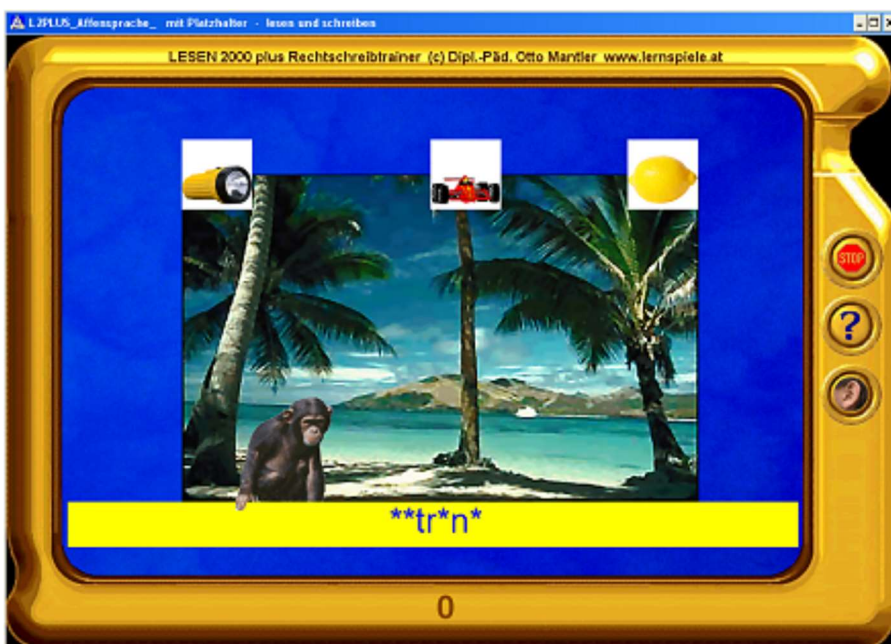 L2PLUS_Affensprache_ mit Platzhalter - lesen und schreiben
LESEN 2000 plus Rechtschreibtrainer (c) Dipl.-Päd. Otto Mantler www.lernspiele.at
STOP
?
**tr*n*
0